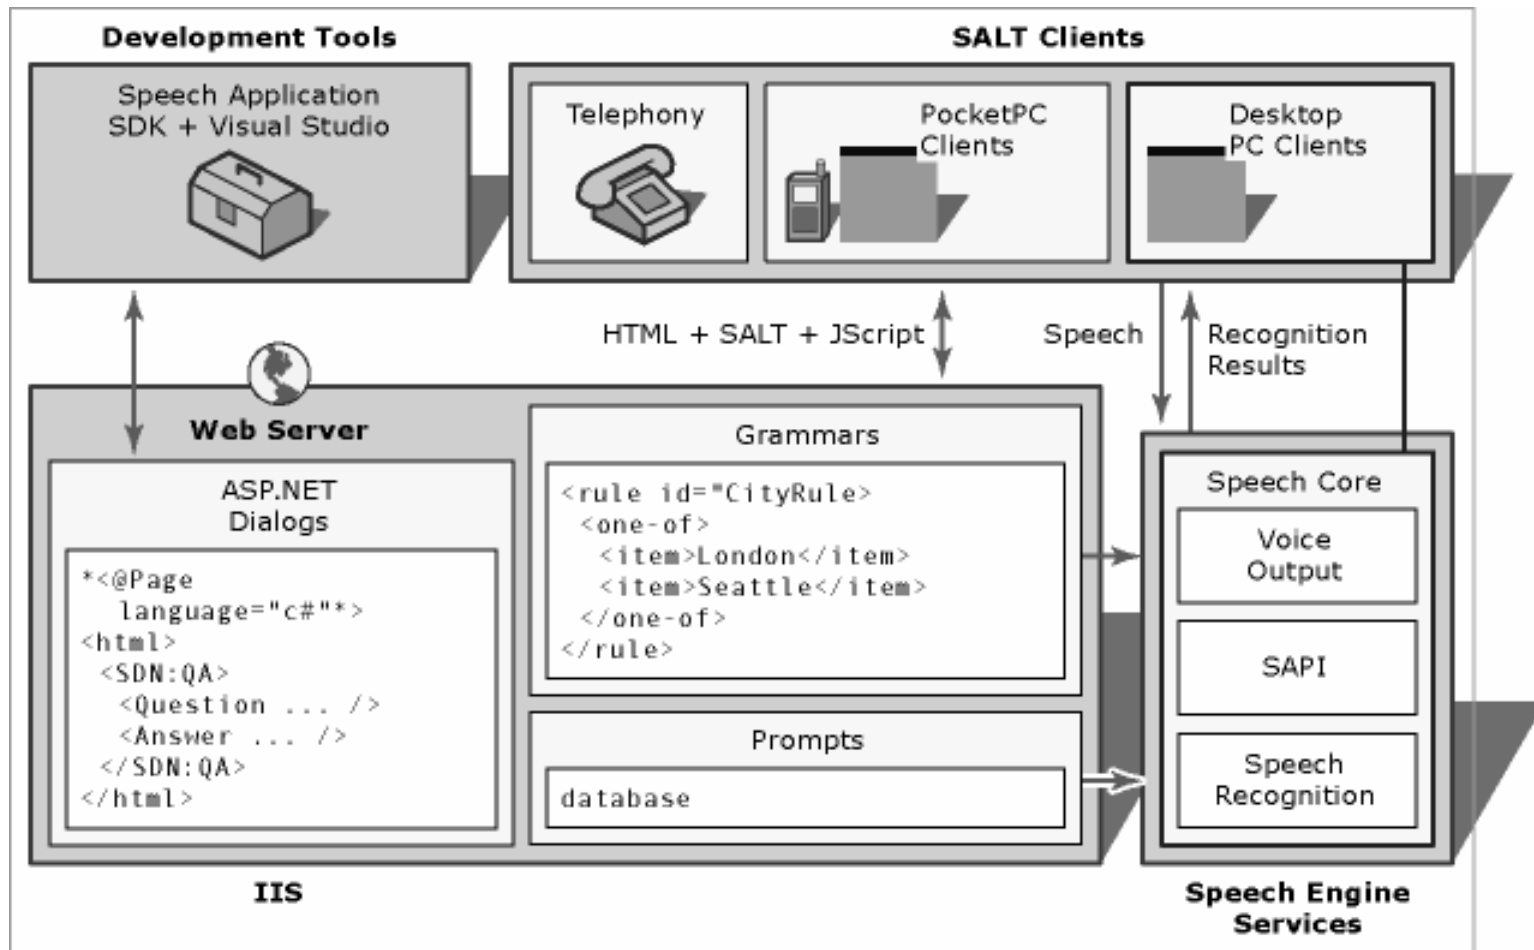 Development Tools
Speech Application
SDK + Visual Studio
SALT Clients
Telephony
PocketPC
Clients
Desktop
PC Clients
HTML + SALT + JScript
Speech
Recognition
Results
Web Server
ASP.NET
Dialogs
*<@Page
language="c#"*>
<html>
<SDN:QA>
<Question ... />
<Answer ... />
</SDN:QA>
</html>
Grammars
<rule id="CityRule>
<one-of>
<item>London</item>
<item>Seattle</item>
</one-of>
</rule>
Prompts
database
IIS
Speech Core
Voice
Output
SAPI
Speech
Recognition
Speech Engine
Services